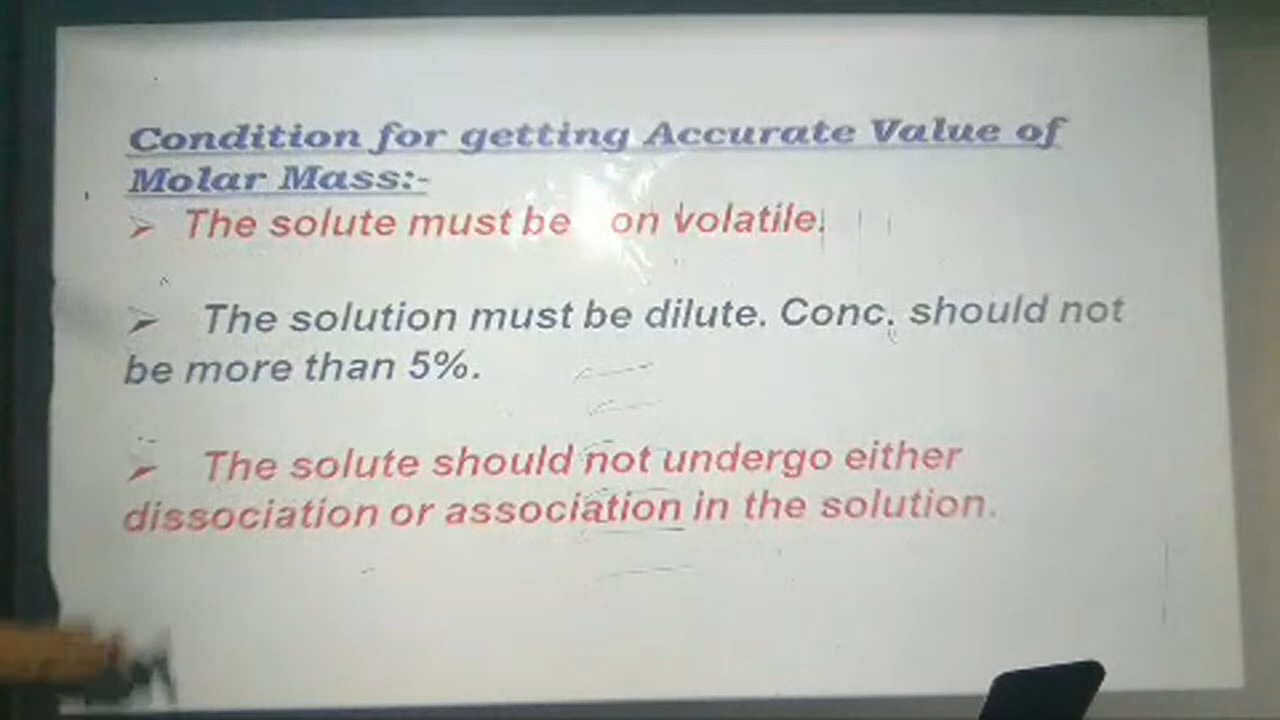 Condition for getting Accurate Value of
Molar Mass:-
➢ The solute must be on volatile.
➢ The solution must be dilute. Conc. should not
be more than 5%.
➢ The solute should not undergo either
dissociation or association in the solution.